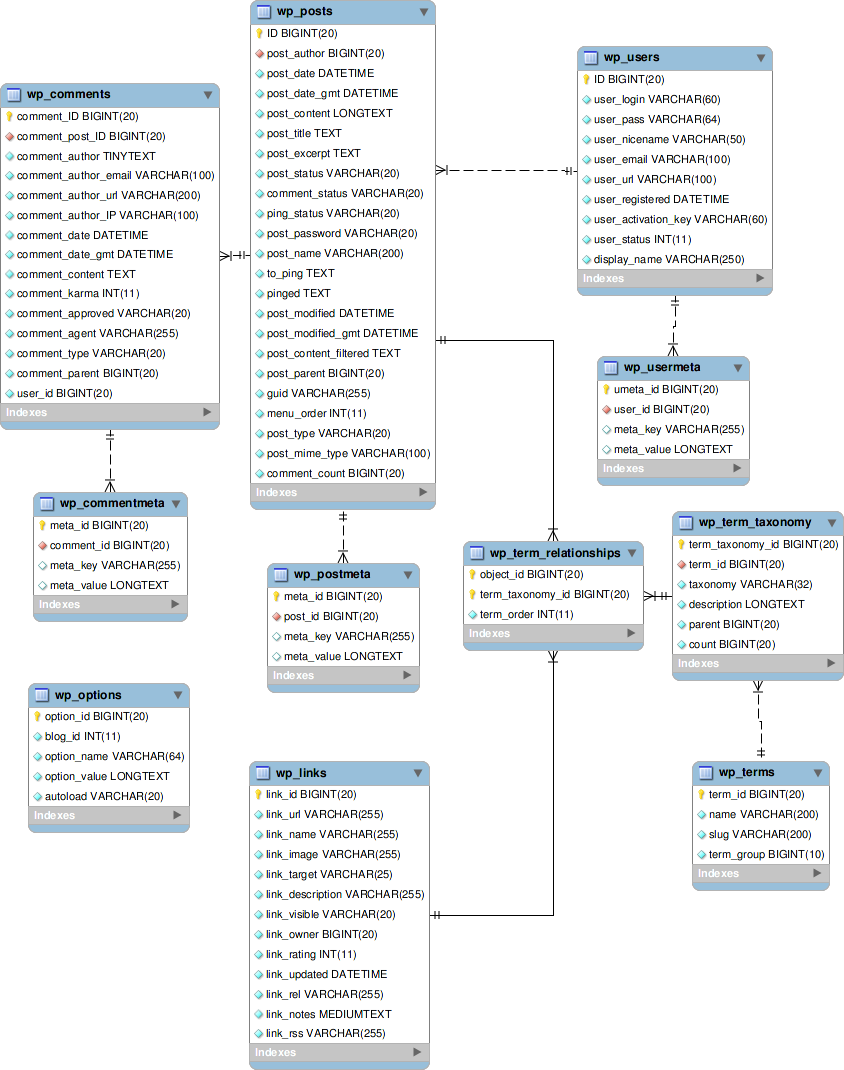 wp_posts
ID BIGINT(20)
post_author BIGINT(20)
post_date DATETIME
post_date_gmt DATETIME
post_content LONGTEXT
post_title TEXT
post_excerpt TEXT
post_status VARCHAR(20)
comment_status VARCHAR(20)
ping_status VARCHAR(20)
post_password VARCHAR(20)
post_name VARCHAR(200)
to_ping TEXT
pinged TEXT
post_modified DATETIME
post_modified_gmt DATETIME
post_content_filtered TEXT
post_parent BIGINT(20)
guid VARCHAR(255)
menu_order INT(11)
post_type VARCHAR(20)
post_mime_type VARCHAR(100)
comment_count BIGINT(20)
Indexes
wp_users
ID BIGINT(20)
user_login VARCHAR(60)
user_pass VARCHAR(64)
user_nicename VARCHAR(50)
user_email VARCHAR(100)
user_url VARCHAR(100)
user_registered DATETIME
user_activation_key VARCHAR(60)
user_status INT(11)
display_name VARCHAR(250)
Indexes
wp_comments
comment_ID BIGINT(20)
comment_post_ID BIGINT(20)
comment_author TINYTEXT
comment_author_email VARCHAR(100)
comment_author_url VARCHAR(200)
comment_author_IP VARCHAR(100)
comment_date DATETIME
comment_date_gmt DATETIME
comment_content TEXT
comment_karma INT(11)
comment_approved VARCHAR(20)
comment_agent VARCHAR(255)
comment_type VARCHAR(20)
comment_parent BIGINT(20)
user_id BIGINT(20)
Indexes
wp_usermeta
umeta_id BIGINT(20)
user_id BIGINT(20)
meta_key VARCHAR(255)
meta_value LONGTEXT
Indexes
wp_commentmeta
meta_id BIGINT(20)
comment_id BIGINT(20)
meta_key VARCHAR(255)
meta_value LONGTEXT
Indexes
wp_postmeta
meta_id BIGINT(20)
post_id BIGINT(20)
meta_key VARCHAR(255)
meta_value LONGTEXT
Indexes
wp_term_relationships
object_id BIGINT(20)
term_taxonomy_id BIGINT(20)
term_order INT(11)
Indexes
wp_term_taxonomy
term_taxonomy_id BIGINT(20)
term_id BIGINT(20)
taxonomy VARCHAR(32)
description LONGTEXT
parent BIGINT(20)
count BIGINT(20)
Indexes
wp_options
option_id BIGINT(20)
blog_id INT(11)
option_name VARCHAR(64)
option_value LONGTEXT
autoload VARCHAR(20)
Indexes
wp_links
link_id BIGINT(20)
link_url VARCHAR(255)
link_name VARCHAR(255)
link_image VARCHAR(255)
link_target VARCHAR(25)
link_description VARCHAR(255)
link_visible VARCHAR(20)
link_owner BIGINT(20)
link_rating INT(11)
link_updated DATETIME
link_rel VARCHAR(255)
link_notes MEDIUMTEXT
link_rss VARCHAR(255)
Indexes
wp_terms
term_id BIGINT(20)
name VARCHAR(200)
slug VARCHAR(200)
term_group BIGINT(10)
Indexes